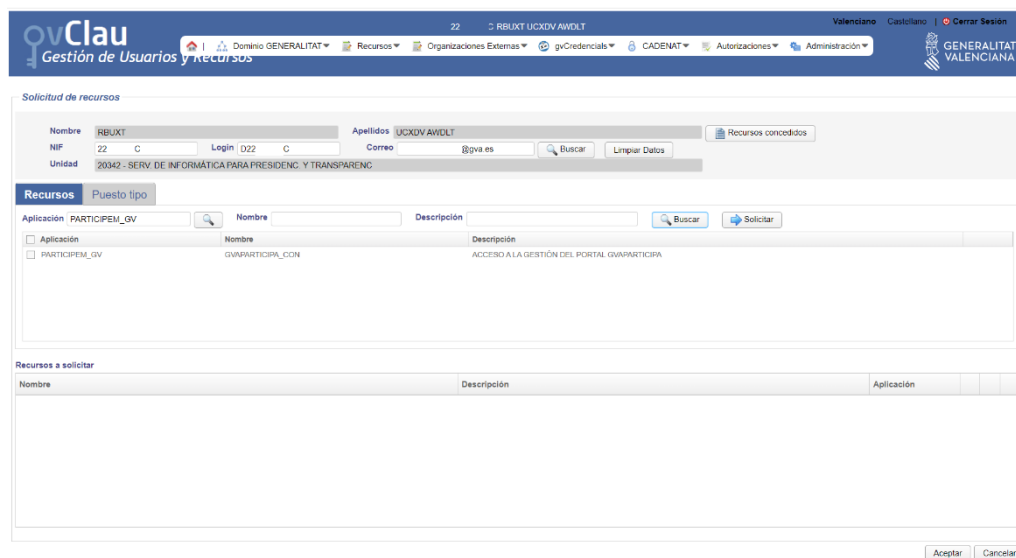 22 C RBUXT UCXDV AWDLT
Valenciano Castellano | Cerrar Sesión
gvClau
Gestión de Usuarios y Recursos
Dominio GENERALITAT Recursos Organizaciones Externas gvCredencials CADENAT Autorizaciones Administración
GENERALITAT
VALENCIANA
Solicitud de recursos
Nombre RBUXT Apellidos UCXDV AWDLT Recursos concedidos
NIF 22 C Login D22 C Correo @gva.es Buscar Limpiar Datos
Unidad 20342 - SERV. DE INFORMÁTICA PARA PRESIDENC. Y TRANSPARENC
Recursos Puesto tipo
Aplicación PARTICIPEM_GV Nombre Descripción Buscar Solicitar
Aplicación Nombre Descripción
PARTICIPEM_GV GVAPARTICIPA_CON ACCESO A LA GESTIÓN DEL PORTAL GVAPARTICIPA
Recursos a solicitar
Nombre Descripción Aplicación
Aceptar Cancelar